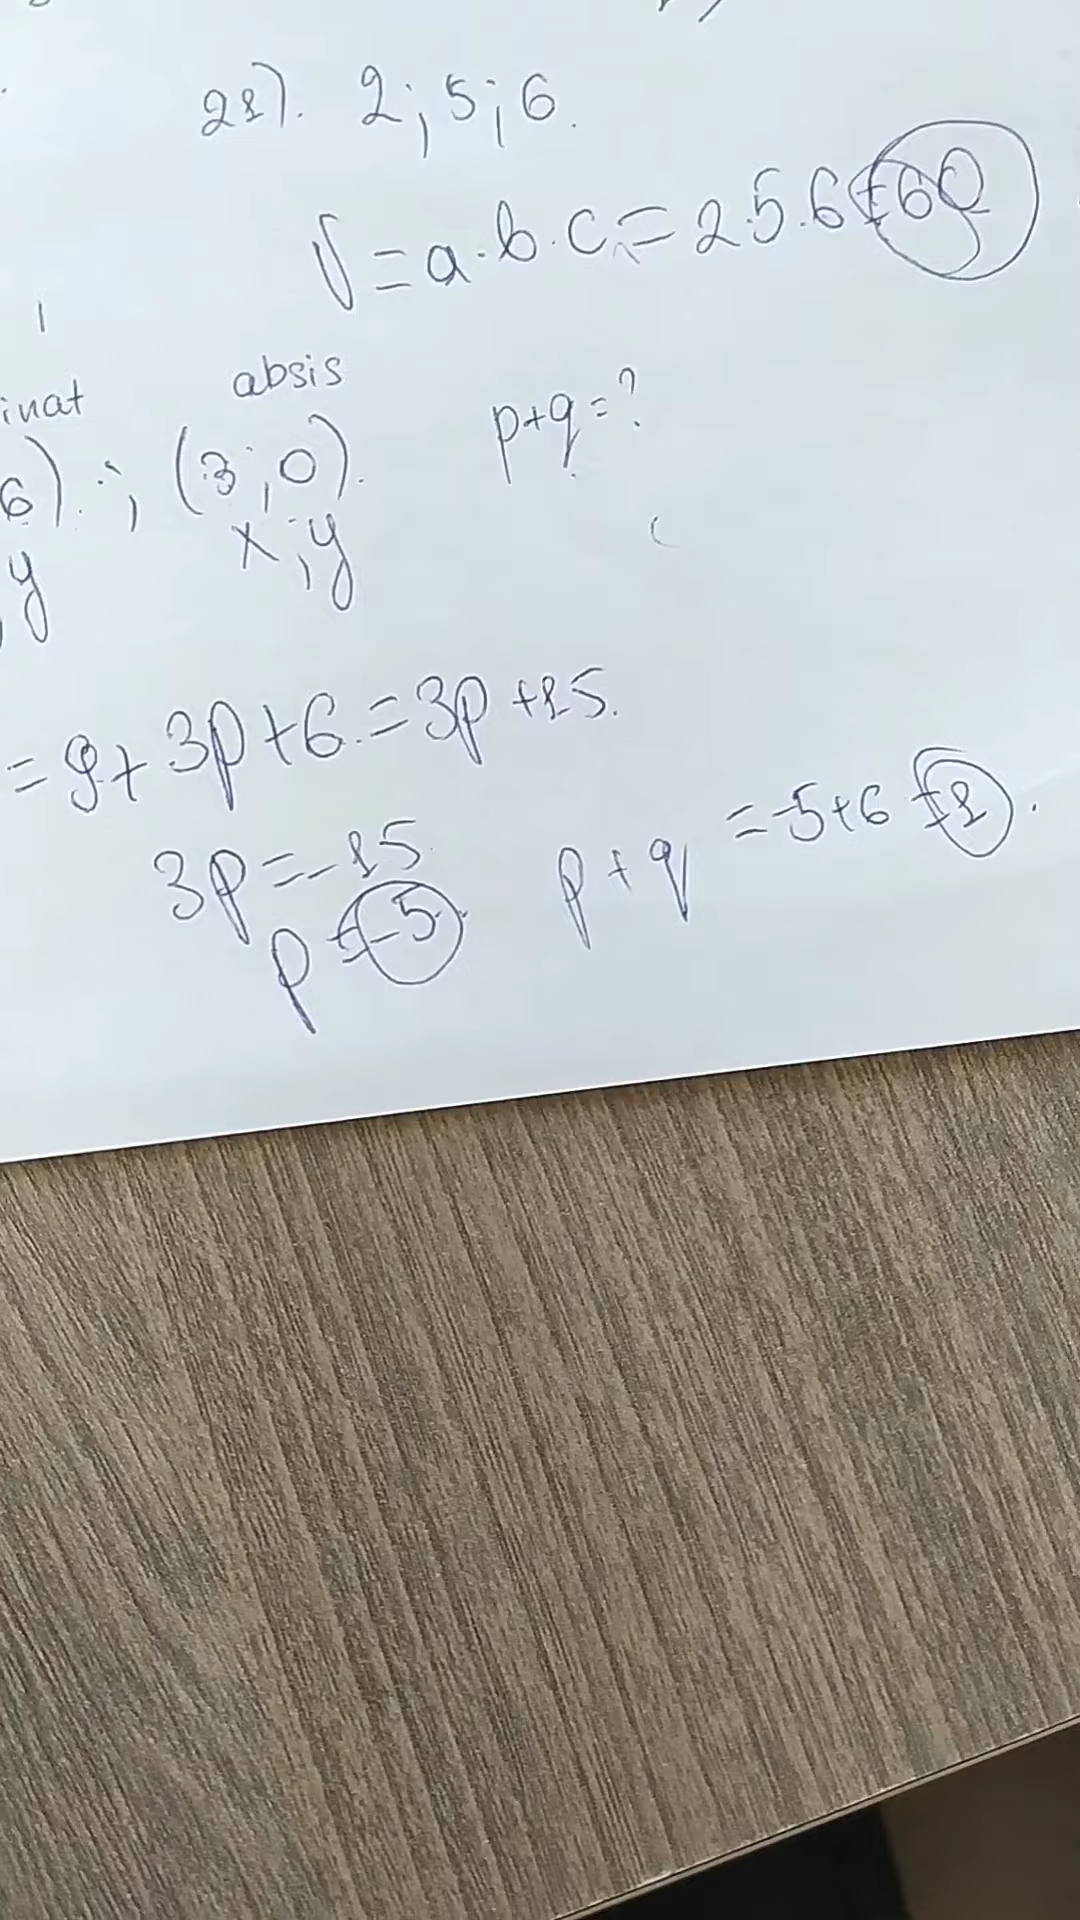 21). 2; 5; 6.
V = a·b·c = 2·5·6 = 60
inat absis p+q=?
6). ; (3; 0).
y x; y
= 9 + 3p + 6 = 3p + 15.
3p = -15
p = -5
p + q = -5+6 = 1.